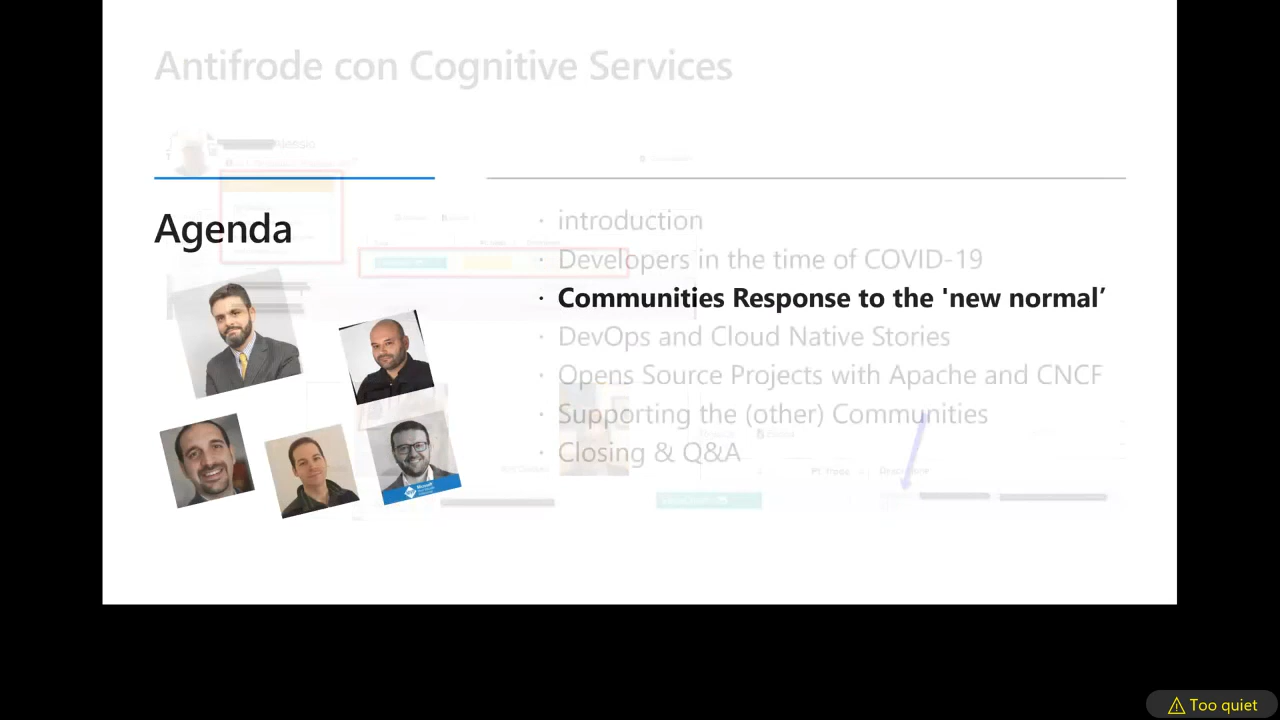 Antifrode con Cognitive Services
Agenda
· introduction
· Developers in the time of COVID-19
· Communities Response to the 'new normal’
· DevOps and Cloud Native Stories
· Opens Source Projects with Apache and CNCF
· Supporting the (other) Communities
· Closing & Q&A
Too quiet